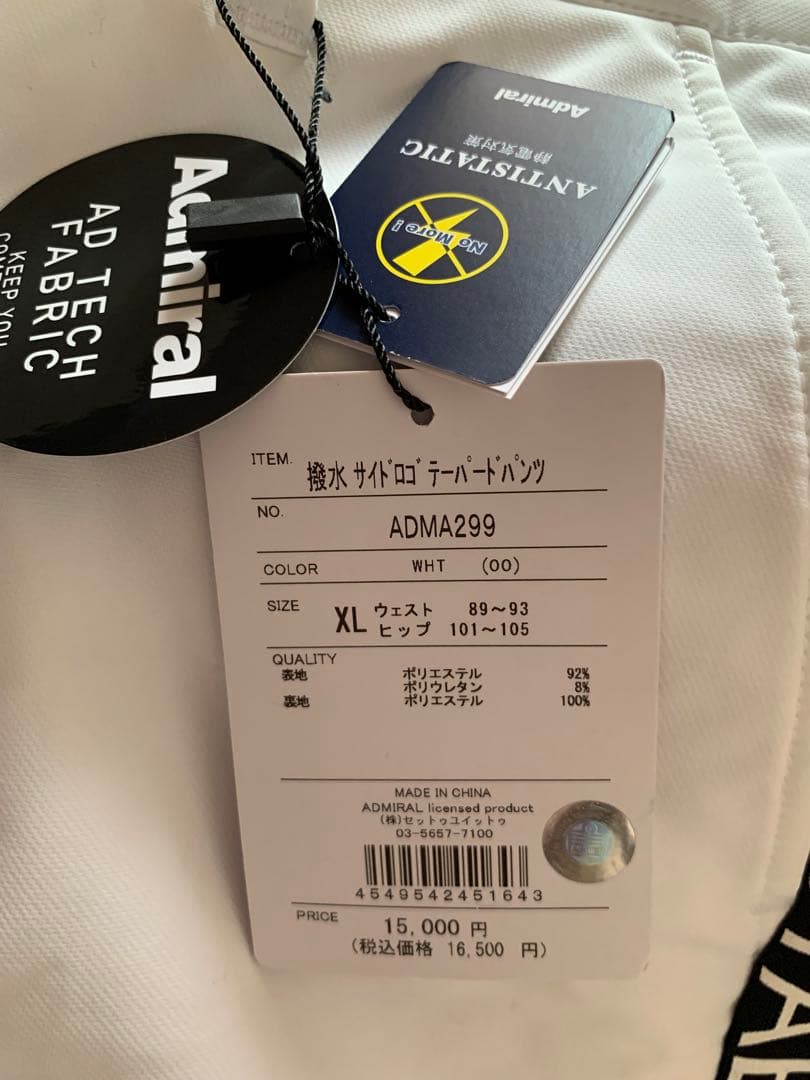 Admiral
AD TECH
FABRIC
KEEP YOU
Admiral
ANTISTATIC
静電気対策
No More!
ITEM.
撥水 ｻｲﾄﾞﾛｺﾞ ﾃｰﾊﾟｰﾄﾞﾊﾟﾝﾂ
NO.
ADMA299
COLOR WHT (00)
SIZE XL ウェスト 89～93
ヒップ 101～105
QUALITY
表地 ポリエステル 92%
ポリウレタン 8%
裏地 ポリエステル 100%
MADE IN CHINA
ADMIRAL licensed product
(株)セットゥユイットゥ
03-5657-7100
4549542451643
PRICE
15,000 円
(税込価格 16,500 円)